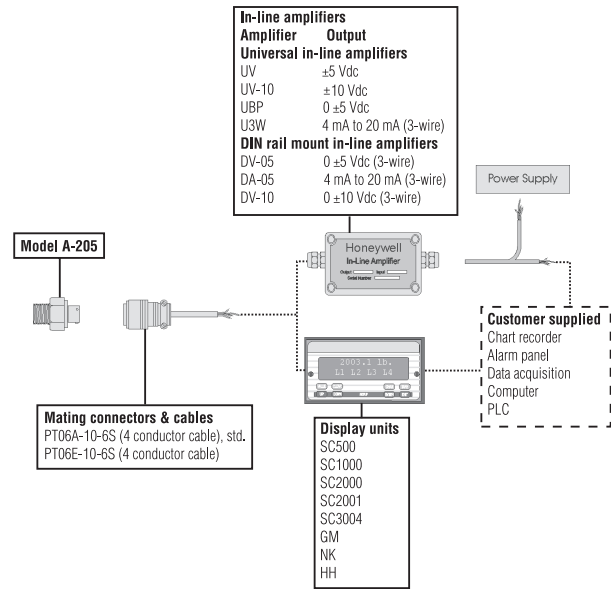 In-line amplifiers
Amplifier Output
Universal in-line amplifiers
UV ±5 Vdc
UV-10 ±10 Vdc
UBP 0 ±5 Vdc
U3W 4 mA to 20 mA (3-wire)
DIN rail mount in-line amplifiers
DV-05 0 ±5 Vdc (3-wire)
DA-05 4 mA to 20 mA (3-wire)
DV-10 0 ±10 Vdc (3-wire)
Power Supply
Model A-205
Honeywell
In-Line Amplifier
Output Input
Serial Number
Customer supplied
Chart recorder
Alarm panel
Data acquisition
Computer
PLC
2003.1 lb.
L1 L2 L3 L4
Mating connectors & cables
PT06A-10-6S (4 conductor cable), std.
PT06E-10-6S (4 conductor cable)
Display units
SC500
SC1000
SC2000
SC2001
SC3004
GM
NK
HH